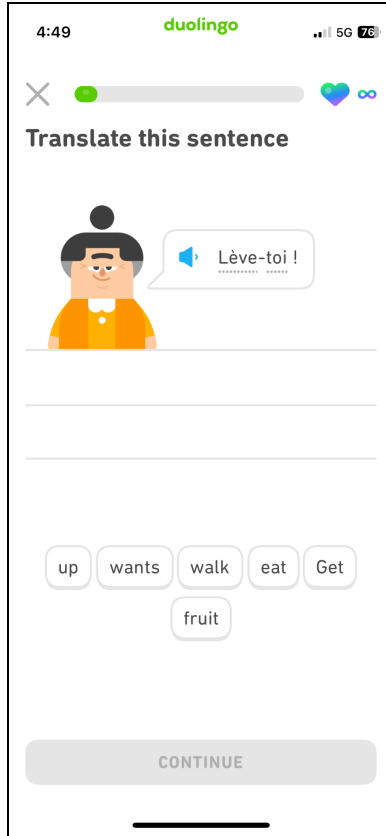 4:49
duolingo
5G 76
Translate this sentence
Lève-toi !
up wants walk eat Get
fruit
CONTINUE